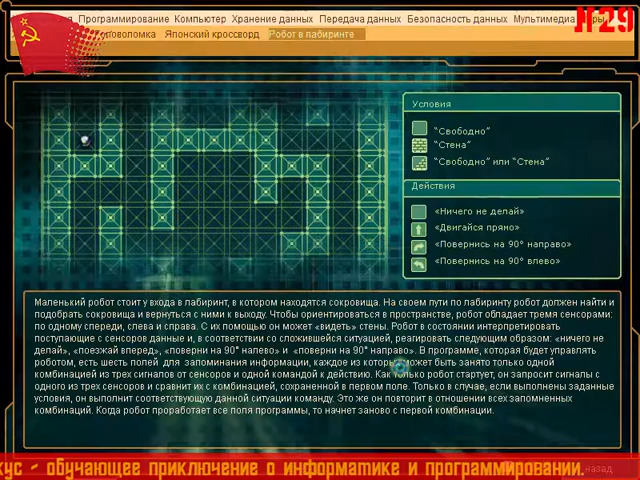 Программирование Компьютер Хранение данных Передача данных Безопасность данных Мультимедиа
№29
Японский кроссворд Робот в лабиринте
Условия
"Свободно"
"Стена"
"Свободно" или "Стена"
Действия
«Ничего не делай»
«Двигайся прямо»
«Повернись на 90° направо»
«Повернись на 90° влево»
Маленький робот стоит у входа в лабиринт, в котором находятся сокровища. На своем пути по лабиринту робот должен найти и
подобрать сокровища и вернуться с ними к выходу. Чтобы ориентироваться в пространстве, робот обладает тремя сенсорами:
по одному спереди, слева и справа. С их помощью он может «видеть» стены. Робот в состоянии интерпретировать
поступающие с сенсоров данные и, в соответствии со сложившейся ситуацией, реагировать следующим образом: «ничего не
делай», «поезжай вперед», «поверни на 90° налево» и «поверни на 90° направо». В программе, которая будет управлять
роботом, есть шесть полей для запоминания информации, каждое из которых может быть занято только одной
комбинацией из трех сигналов от сенсоров и одной командой к действию. Как только робот стартует, он запросит сигналы с
одного из трех сенсоров и сравнит их с комбинацией, сохраненной в первом поле. Только в случае, если выполнены заданные
условия, он выполнит соответствующую данной ситуации команду. Это же он повторит в отношении всех запомненных
комбинаций. Когда робот проработает все поля программы, то начнет заново с первой комбинации.
кус - обучающее приключение о информатике и программировании.
назад